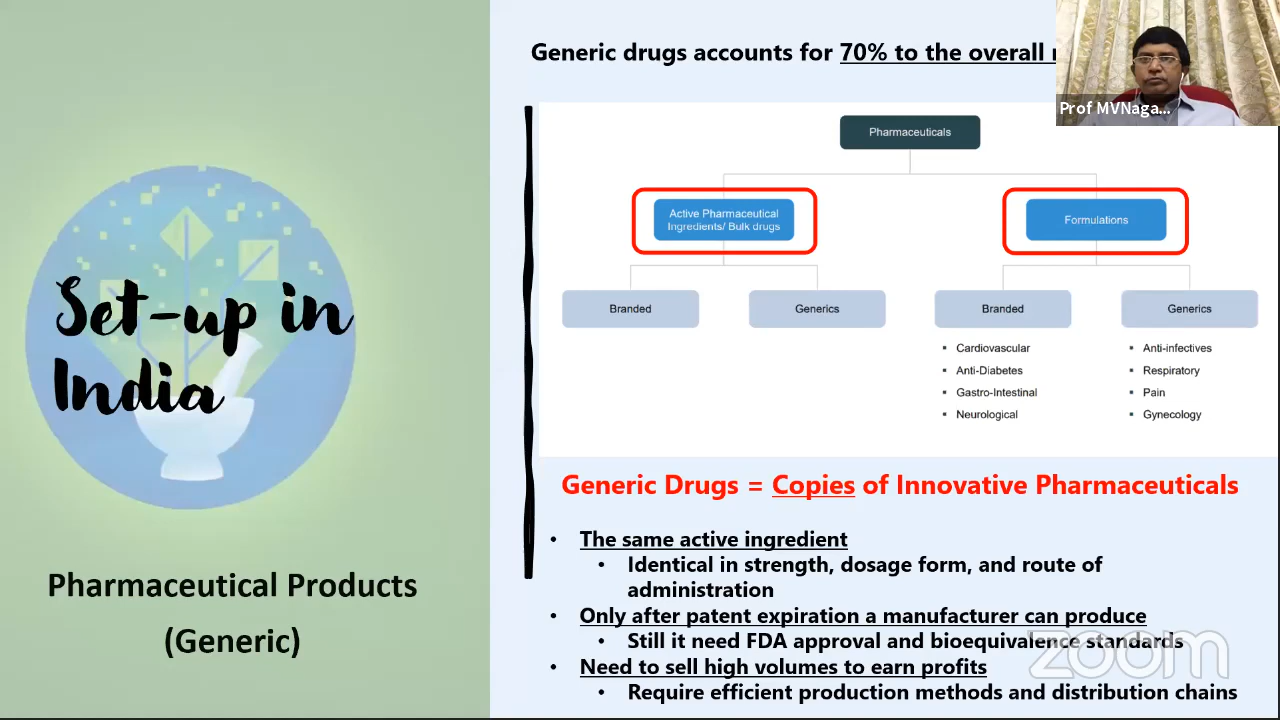 Generic drugs accounts for 70% to the overall
Prof MVNaga...
Pharmaceuticals
Active Pharmaceutical
Ingredients/ Bulk drugs
Formulations
Branded
Generics
Branded
Generics
▪ Cardiovascular
▪ Anti-Diabetes
▪ Gastro-Intestinal
▪ Neurological
▪ Anti-infectives
▪ Respiratory
▪ Pain
▪ Gynecology
Set-up in
India
Pharmaceutical Products
(Generic)
Generic Drugs = Copies of Innovative Pharmaceuticals
• The same active ingredient
• Identical in strength, dosage form, and route of
administration
• Only after patent expiration a manufacturer can produce
• Still it need FDA approval and bioequivalence standards
• Need to sell high volumes to earn profits
• Require efficient production methods and distribution chains
zoom